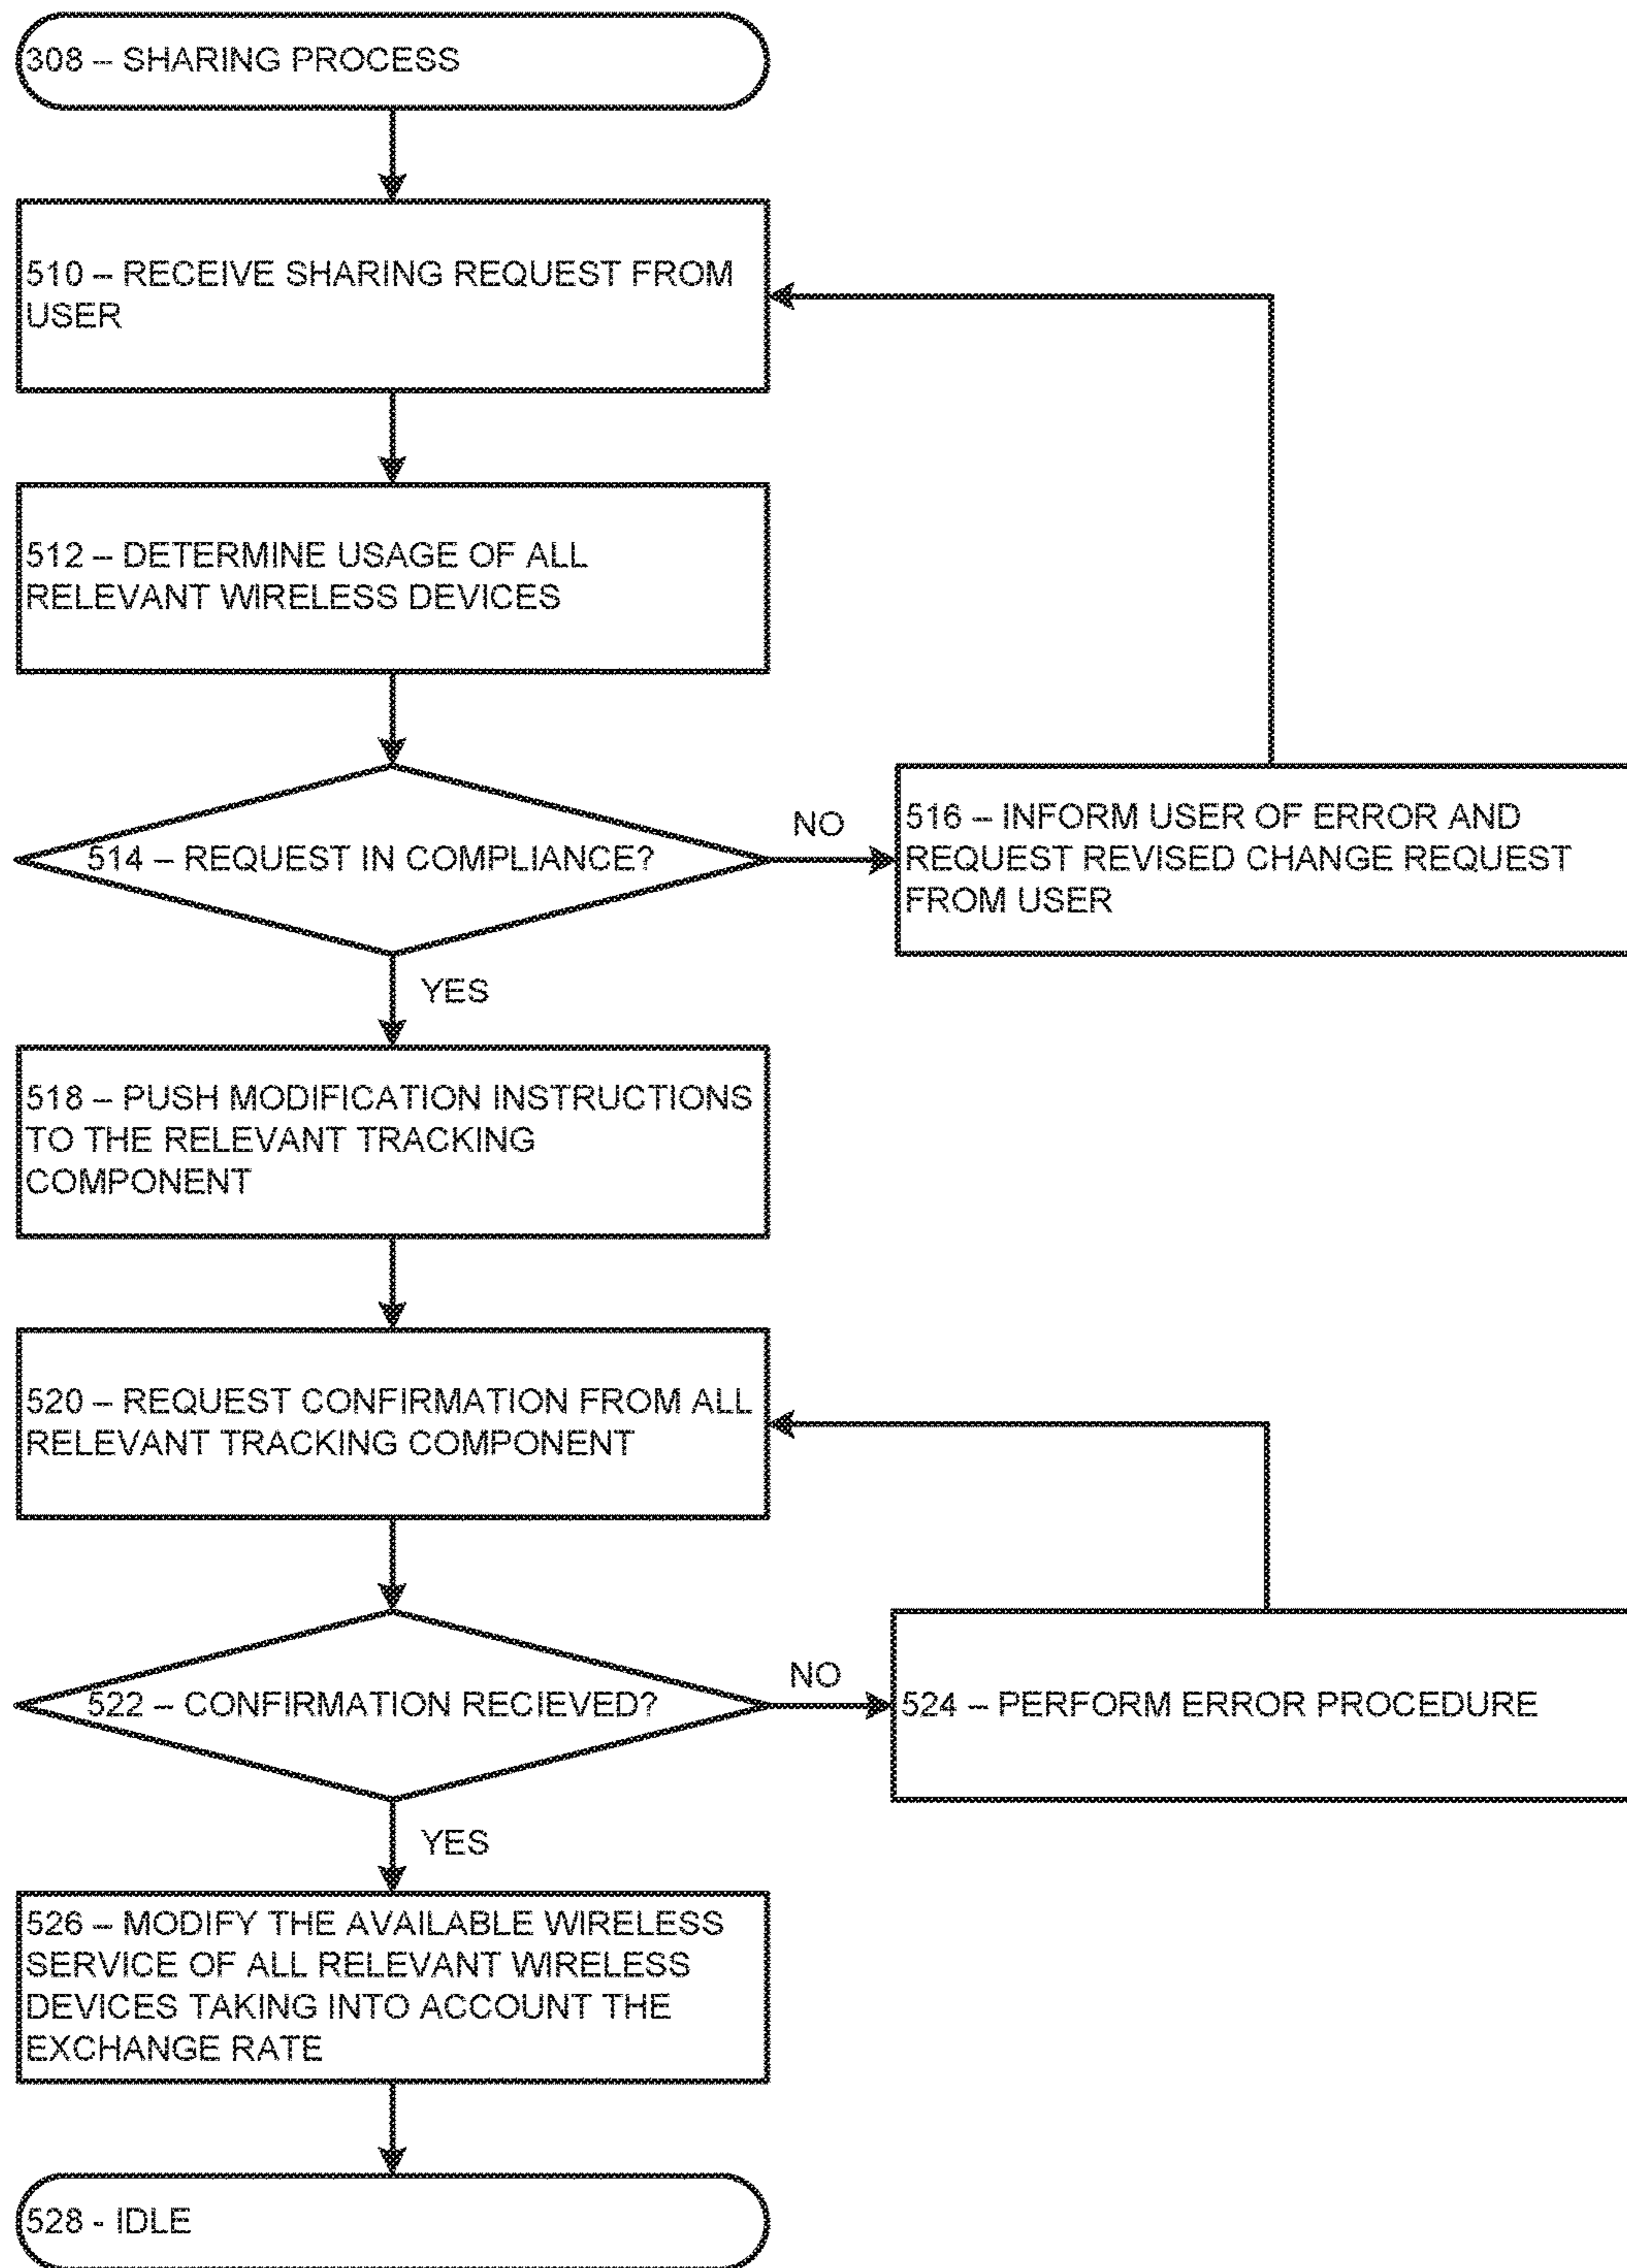 308 – SHARING PROCESS
510 – RECEIVE SHARING REQUEST FROM
USER
512 – DETERMINE USAGE OF ALL
RELEVANT WIRELESS DEVICES
514 – REQUEST IN COMPLIANCE?
NO
516 – INFORM USER OF ERROR AND
REQUEST REVISED CHANGE REQUEST
FROM USER
YES
518 – PUSH MODIFICATION INSTRUCTIONS
TO THE RELEVANT TRACKING
COMPONENT
520 – REQUEST CONFIRMATION FROM ALL
RELEVANT TRACKING COMPONENT
522 – CONFIRMATION RECIEVED?
NO
524 – PERFORM ERROR PROCEDURE
YES
526 – MODIFY THE AVAILABLE WIRELESS
SERVICE OF ALL RELEVANT WIRELESS
DEVICES TAKING INTO ACCOUNT THE
EXCHANGE RATE
528 - IDLE